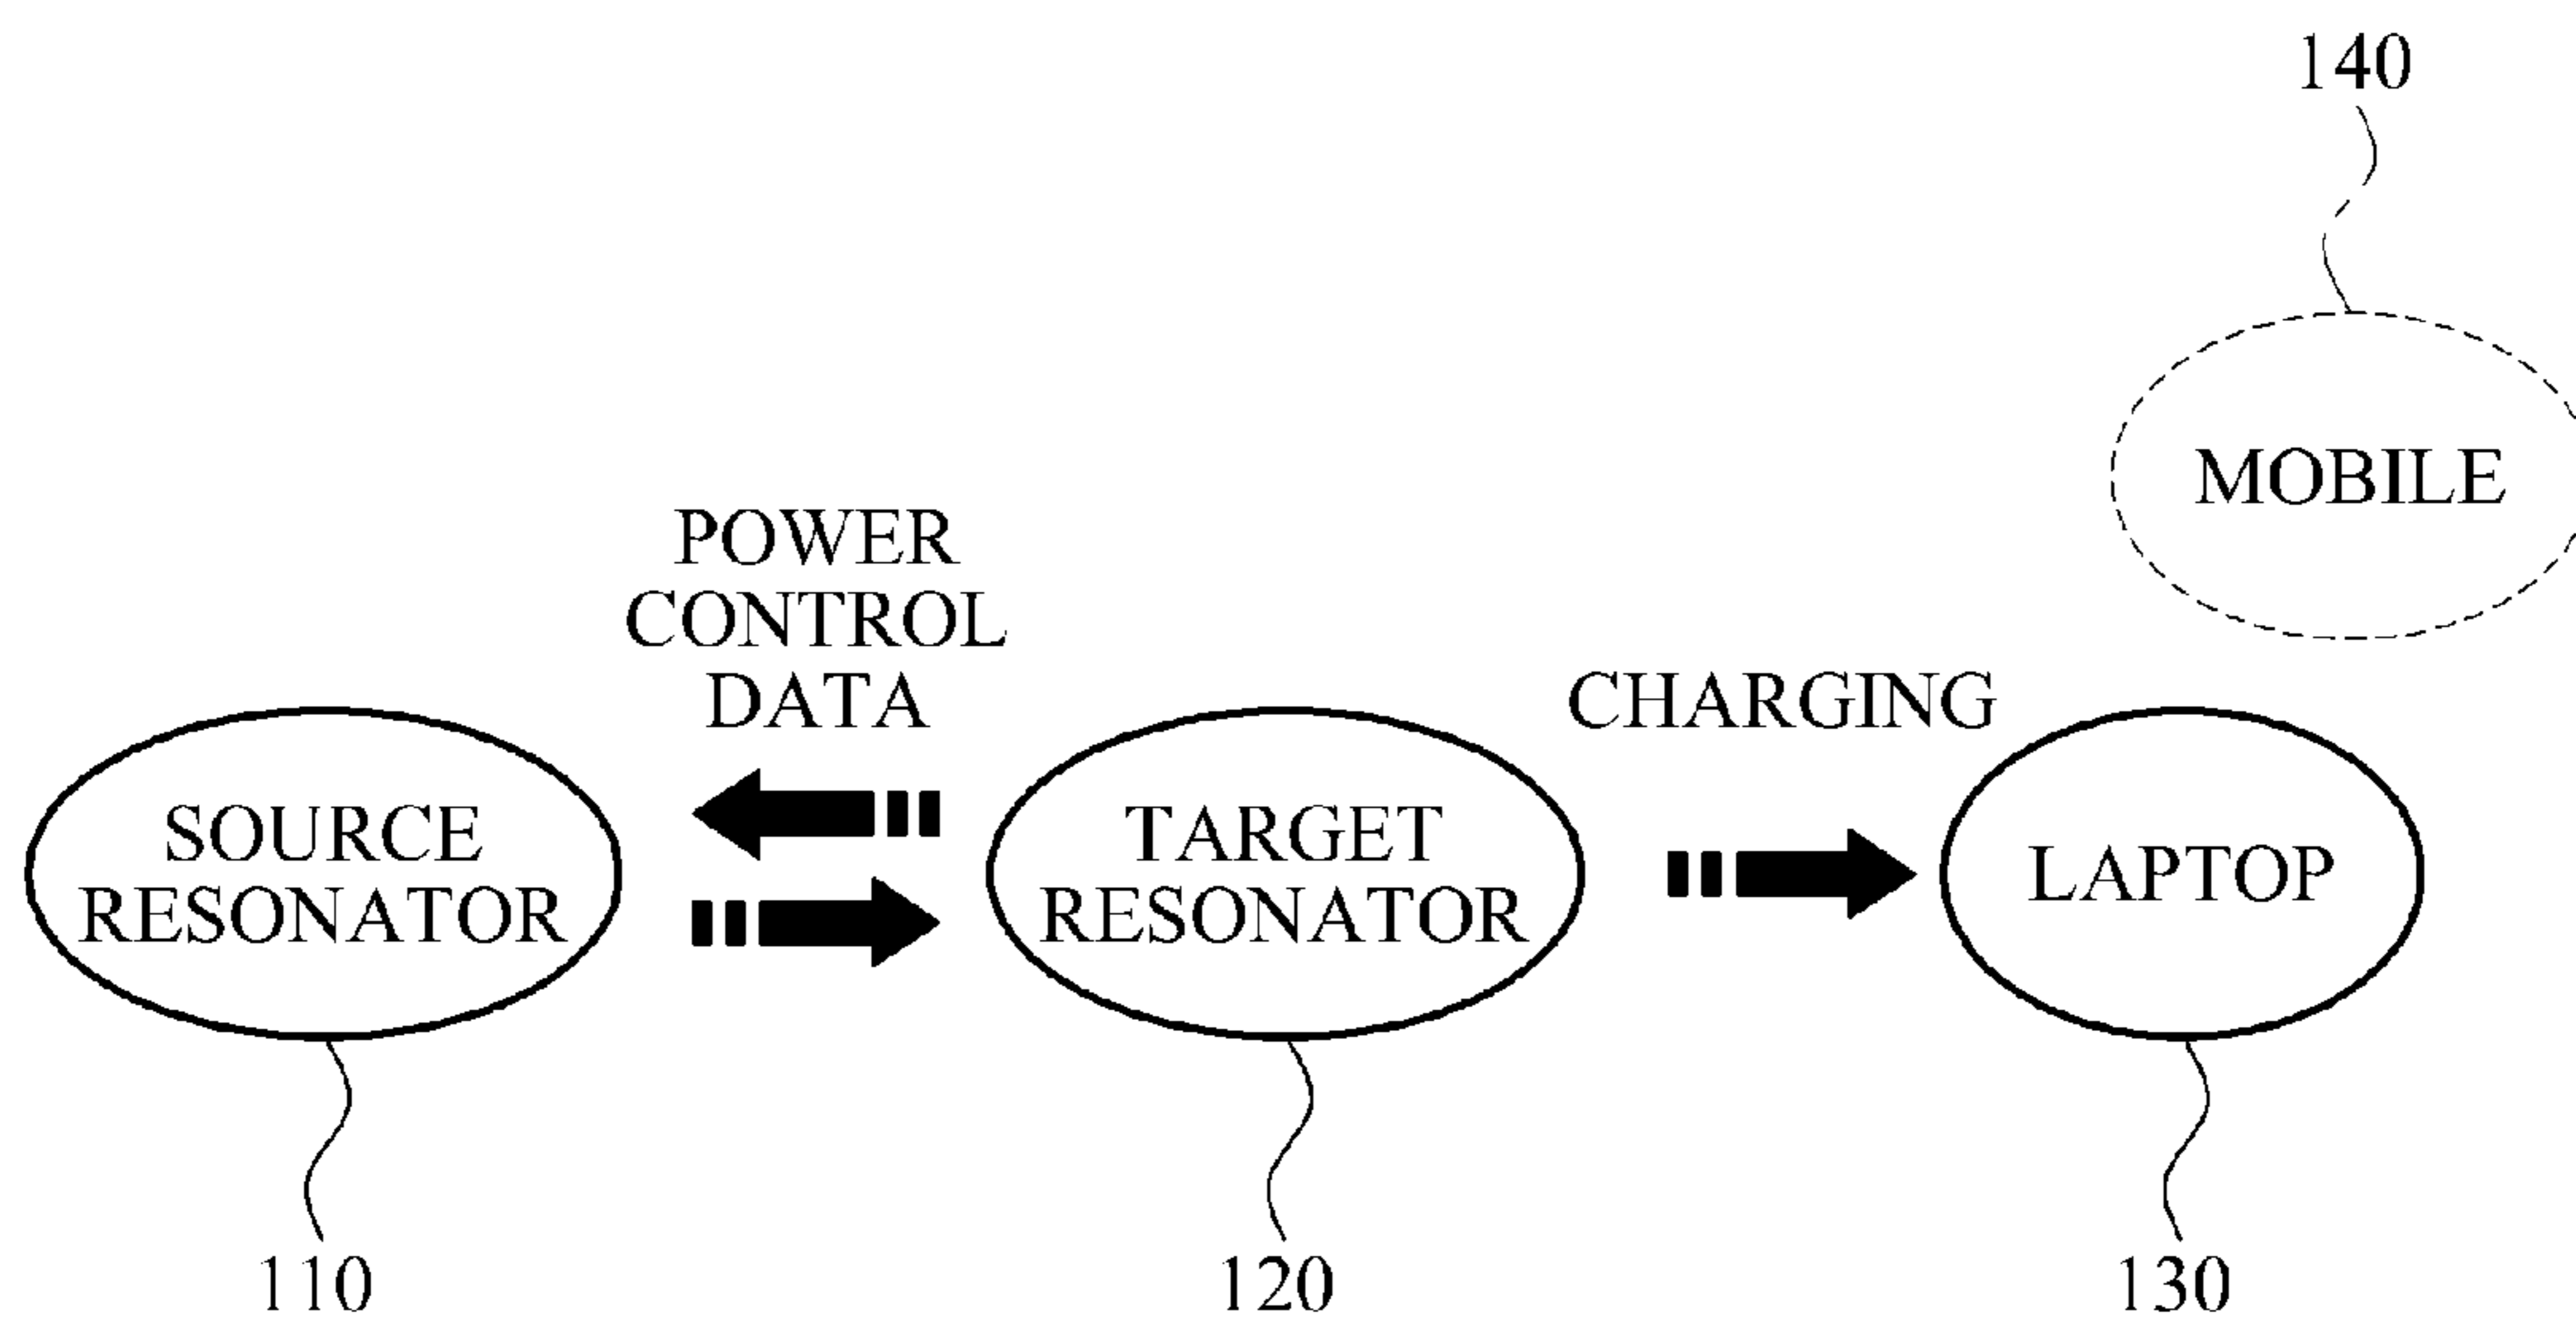 140
MOBILE
POWER
CONTROL
DATA
CHARGING
SOURCE
RESONATOR
TARGET
RESONATOR
LAPTOP
110
120
130